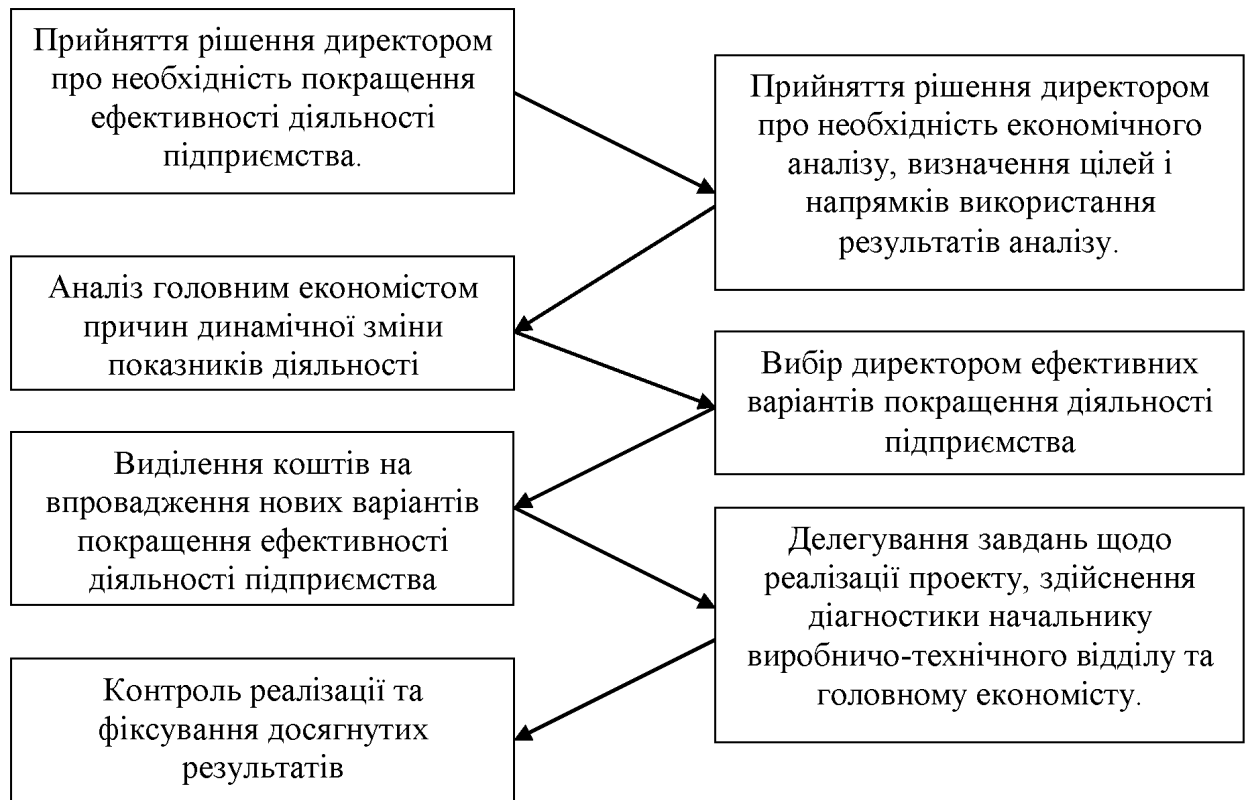 Прийняття рішення директором
про необхідність покращення
ефективності діяльності
підприємства.
Прийняття рішення директором
про необхідність економічного
аналізу, визначення цілей і
напрямків використання
результатів аналізу.
Аналіз головним економістом
причин динамічної зміни
показників діяльності
Вибір директором ефективних
варіантів покращення діяльності
підприємства
Виділення коштів на
впровадження нових варіантів
покращення ефективності
діяльності підприємства
Делегування завдань щодо
реалізації проекту, здійснення
діагностики начальнику
виробничо-технічного відділу та
головному економісту.
Контроль реалізації та
фіксування досягнутих
результатів